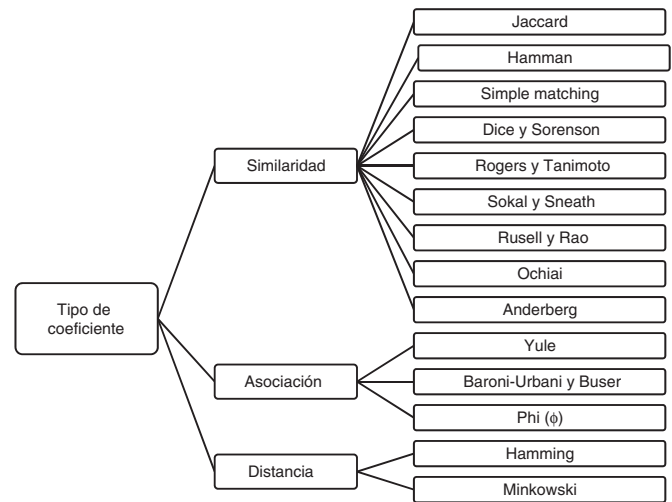 Jaccard
Hamman
Simple matching
Dice y Sorenson
Similaridad
Rogers y Tanimoto
Sokal y Sneath
Rusell y Rao
Ochiai
Anderberg
Tipo de
coeficiente
Yule
Asociación
Baroni-Urbani y Buser
Phi (ϕ)
Hamming
Distancia
Minkowski